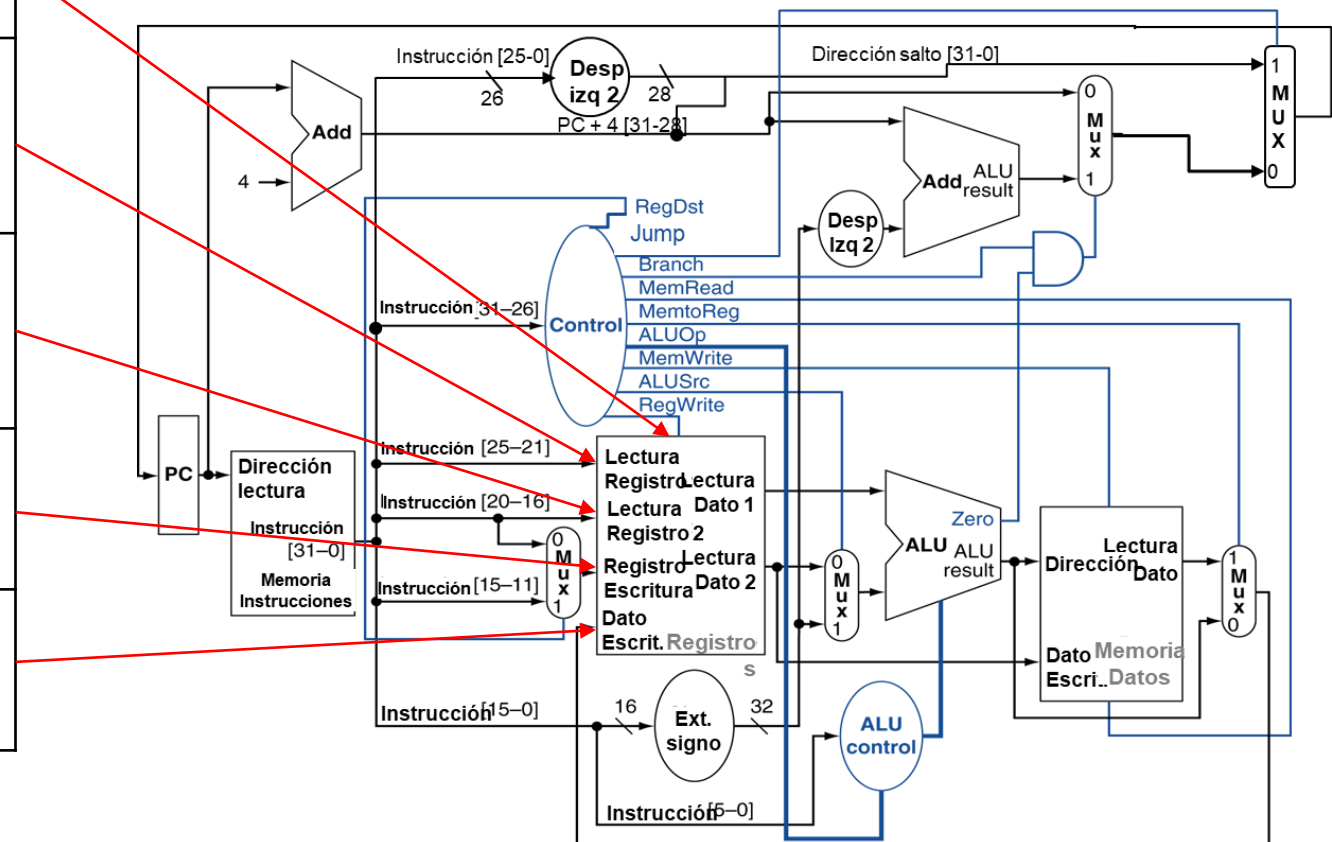 Instrucción [25-0]
26
Desp
izq 2
28
Dirección salto [31-0]
1
M
U
X
0
PC + 4 [31-28]
Add
4
0
M
u
x
1
Add
ALU
result
Desp
Izq 2
RegDst
Jump
Branch
MemRead
MemtoReg
ALUOp
MemWrite
ALUSrc
RegWrite
Control
Instrucción [31–26]
PC
Dirección
lectura
Instrucción
[31–0]
Memoria
Instrucciones
Instrucción [25–21]
Instrucción [20–16]
Instrucción [15–11]
0
M
u
x
1
Lectura
Registro
Lectura
Dato 1
Lectura
Registro 2
Registro
Escritura
Lectura
Dato 2
Dato
Escrit.
Registro
s
0
M
u
x
1
Zero
ALU
ALU
result
Dirección
Lectura
Dato
Dato
Escri..
Memoria
Datos
1
M
u
x
0
Instrucción [15–0]
16
Ext.
signo
32
ALU
control
Instrucción [5–0]